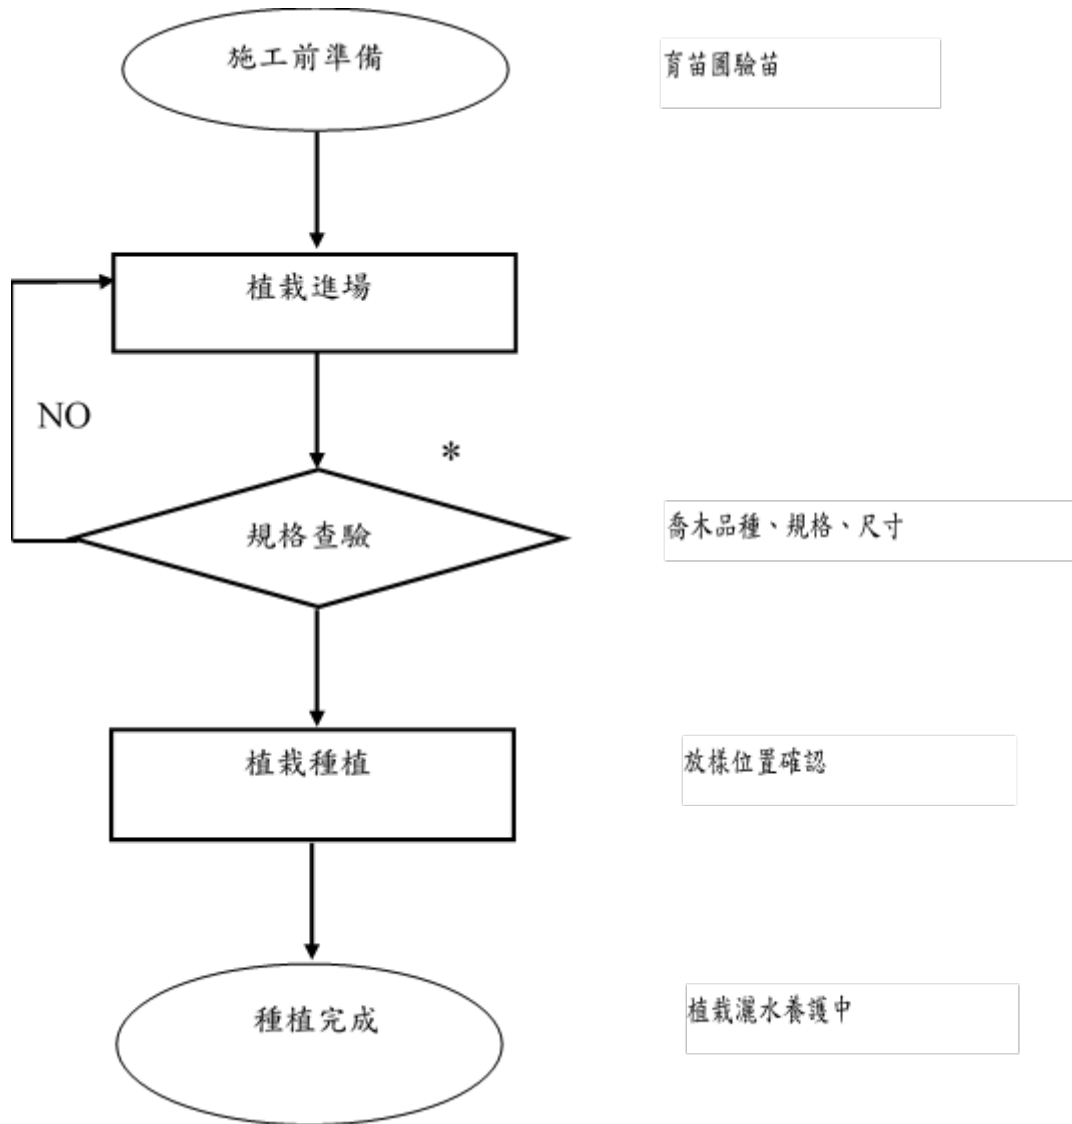 施工前準備
育苗圃驗苗
植栽進場
NO
*
規格查驗
喬木品種、規格、尺寸
植栽種植
放樣位置確認
種植完成
植栽灑水養護中